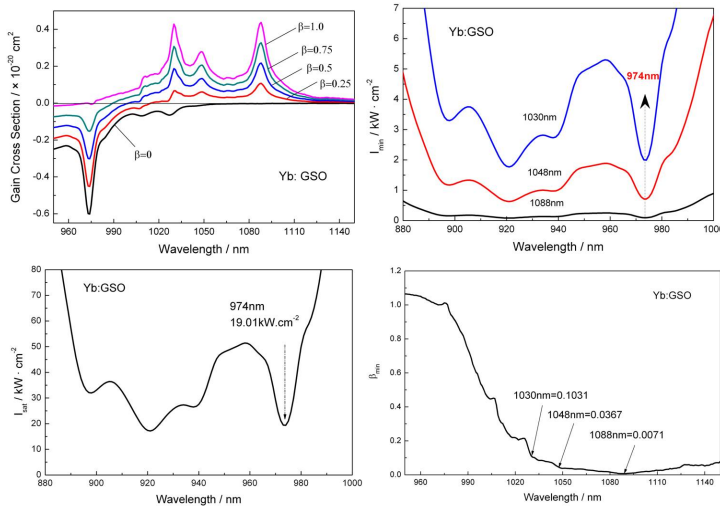 Gain Cross Section / × 10⁻²⁰ cm²
0.4
0.2
0.0
-0.2
-0.4
-0.6
β=1.0
β=0.75
β=0.5
β=0.25
β=0
Yb: GSO
960 990 1020 1050 1080 1110 1140
Wavelength / nm
I_min / kW · cm⁻²
7
6
5
4
3
2
1
0
Yb:GSO
974nm
1030nm
1048nm
1088nm
880 900 920 940 960 980 1000
Wavelength / nm
I_sat / kW · cm⁻²
80
70
60
50
40
30
20
10
0
Yb:GSO
974nm
19.01kW.cm⁻²
880 900 920 940 960 980 1000
Wavelength / nm
β_min
1.2
1.0
0.8
0.6
0.4
0.2
0.0
Yb:GSO
1030nm=0.1031
1048nm=0.0367
1088nm=0.0071
960 990 1020 1050 1080 1110 1140
Wavelength / nm